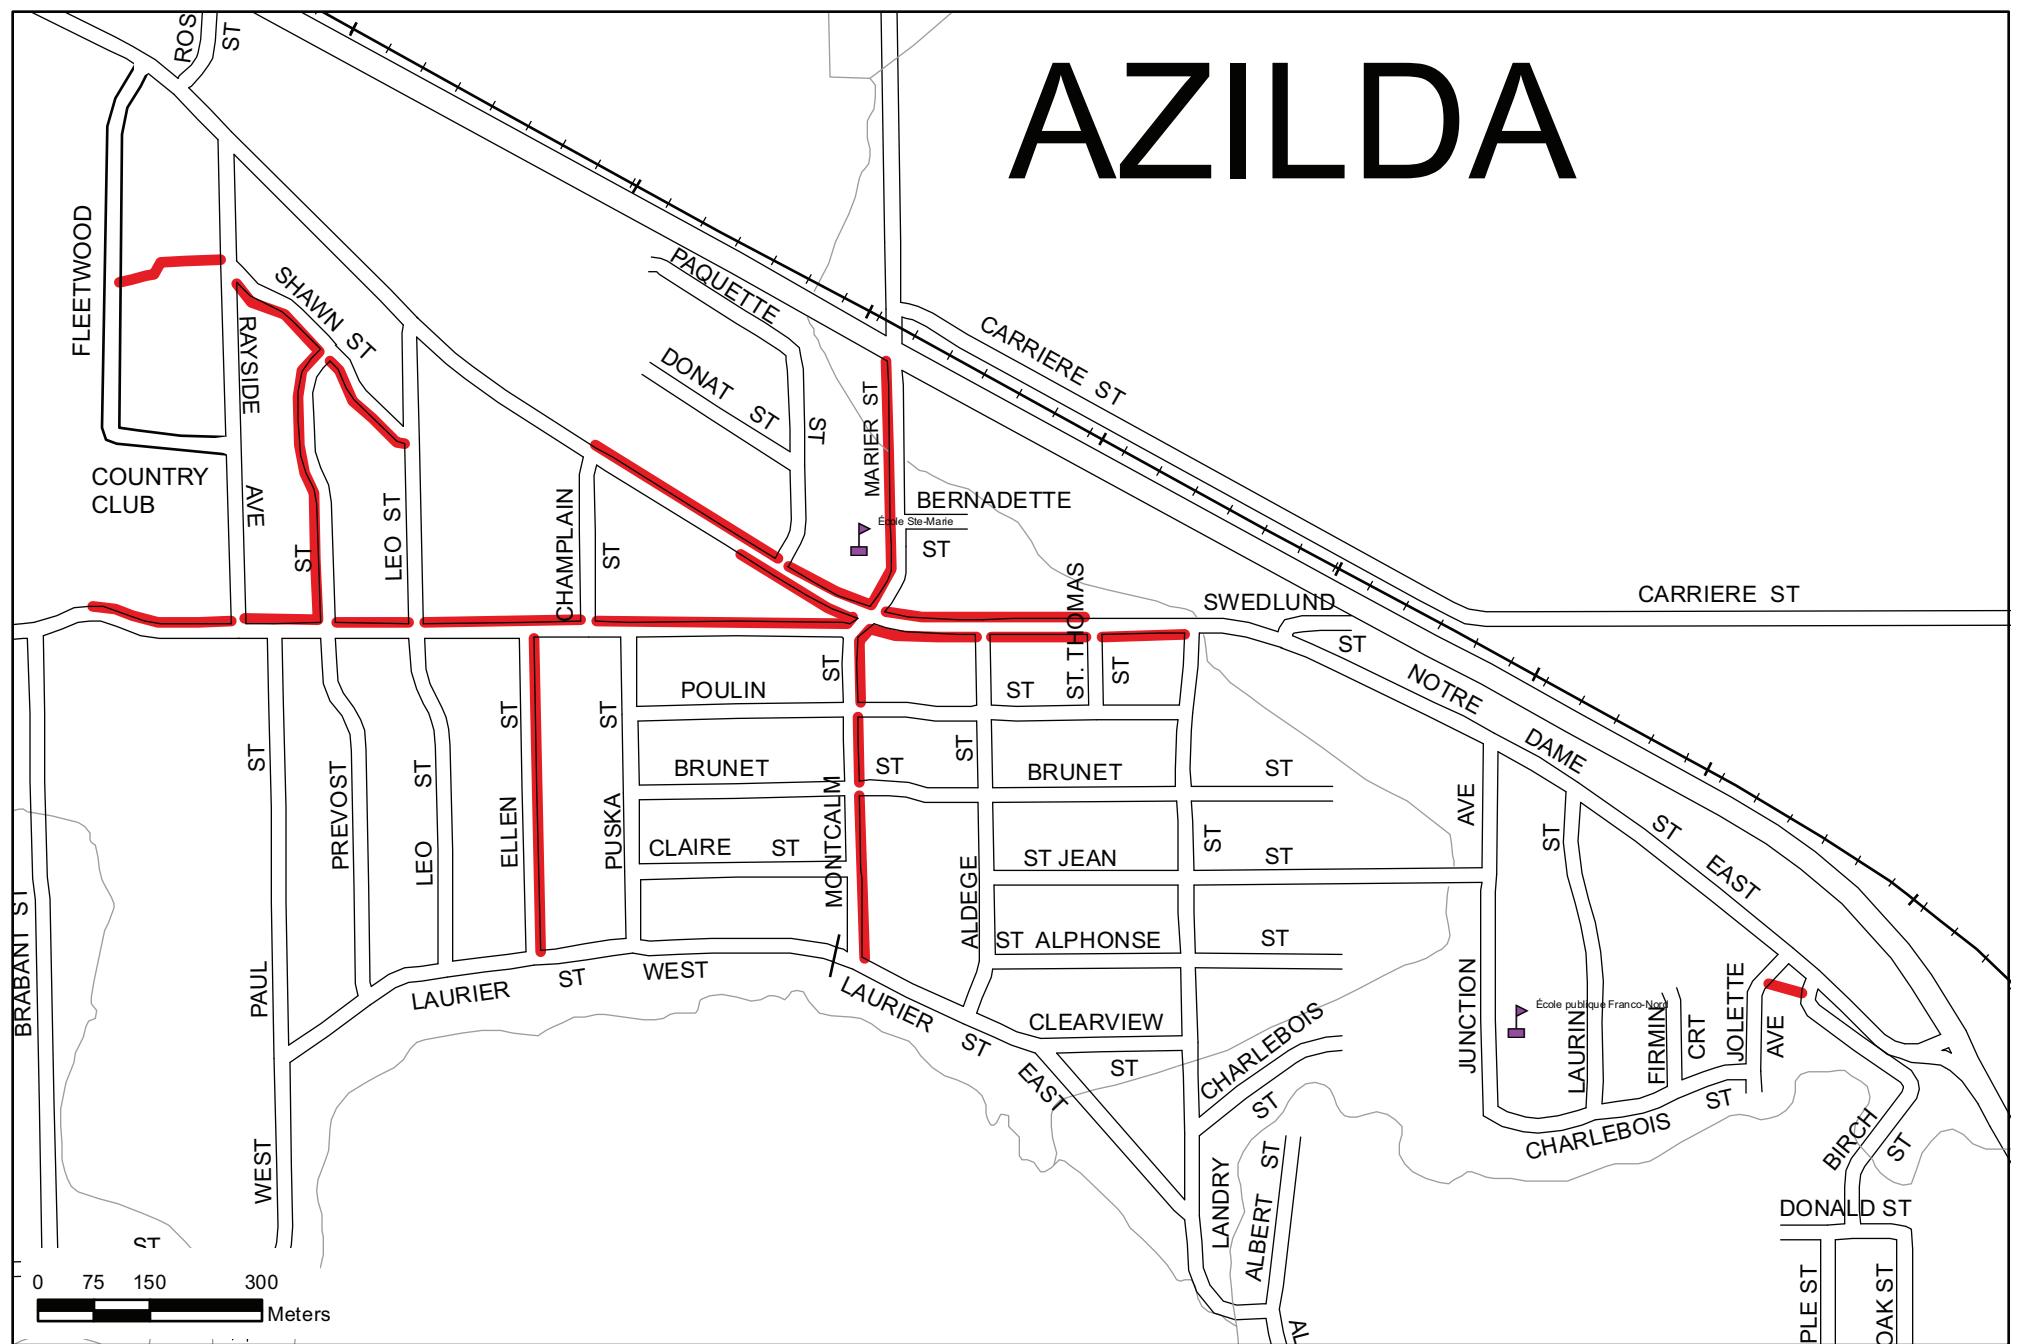 ROS
ST
AZILDA
FLEETWOOD
SHAWN ST
RAYSIDE
AVE
PAQUETTE
ST
DONAT ST
MARIER ST
CARRIERE ST
COUNTRY
CLUB
ST
LEO ST
CHAMPLAIN
ST
BERNADETTE
École Ste-Marie
ST
ST. THOMAS
ST
SWEDLUND
ST
CARRIERE ST
NOTRE
DAME
ST
EAST
POULIN
ST
ST
BRUNET
ST
BRUNET
ST
CLAIRE ST
ST JEAN
ST
ST ALPHONSE
ST
BRABANT ST
ST
PAUL
WEST
PREVOST
LEO ST
ELLEN ST
PUSKA ST
MONTCALM
ALDEGE
ST
ST
AVE
JUNCTION
ST
LAURIN
FIRMIN
CRT
JOLETTE
AVE
École publique Franco-Nord
LAURIER ST WEST
LAURIER
ST
EAST
CLEARVIEW
ST
CHARLEBOIS
ST
CHARLEBOIS
ST
LANDRY
ALBERT ST
BIRCH
ST
DONALD ST
PLE ST
OAK ST
AL
ST
0 75 150 300
Meters